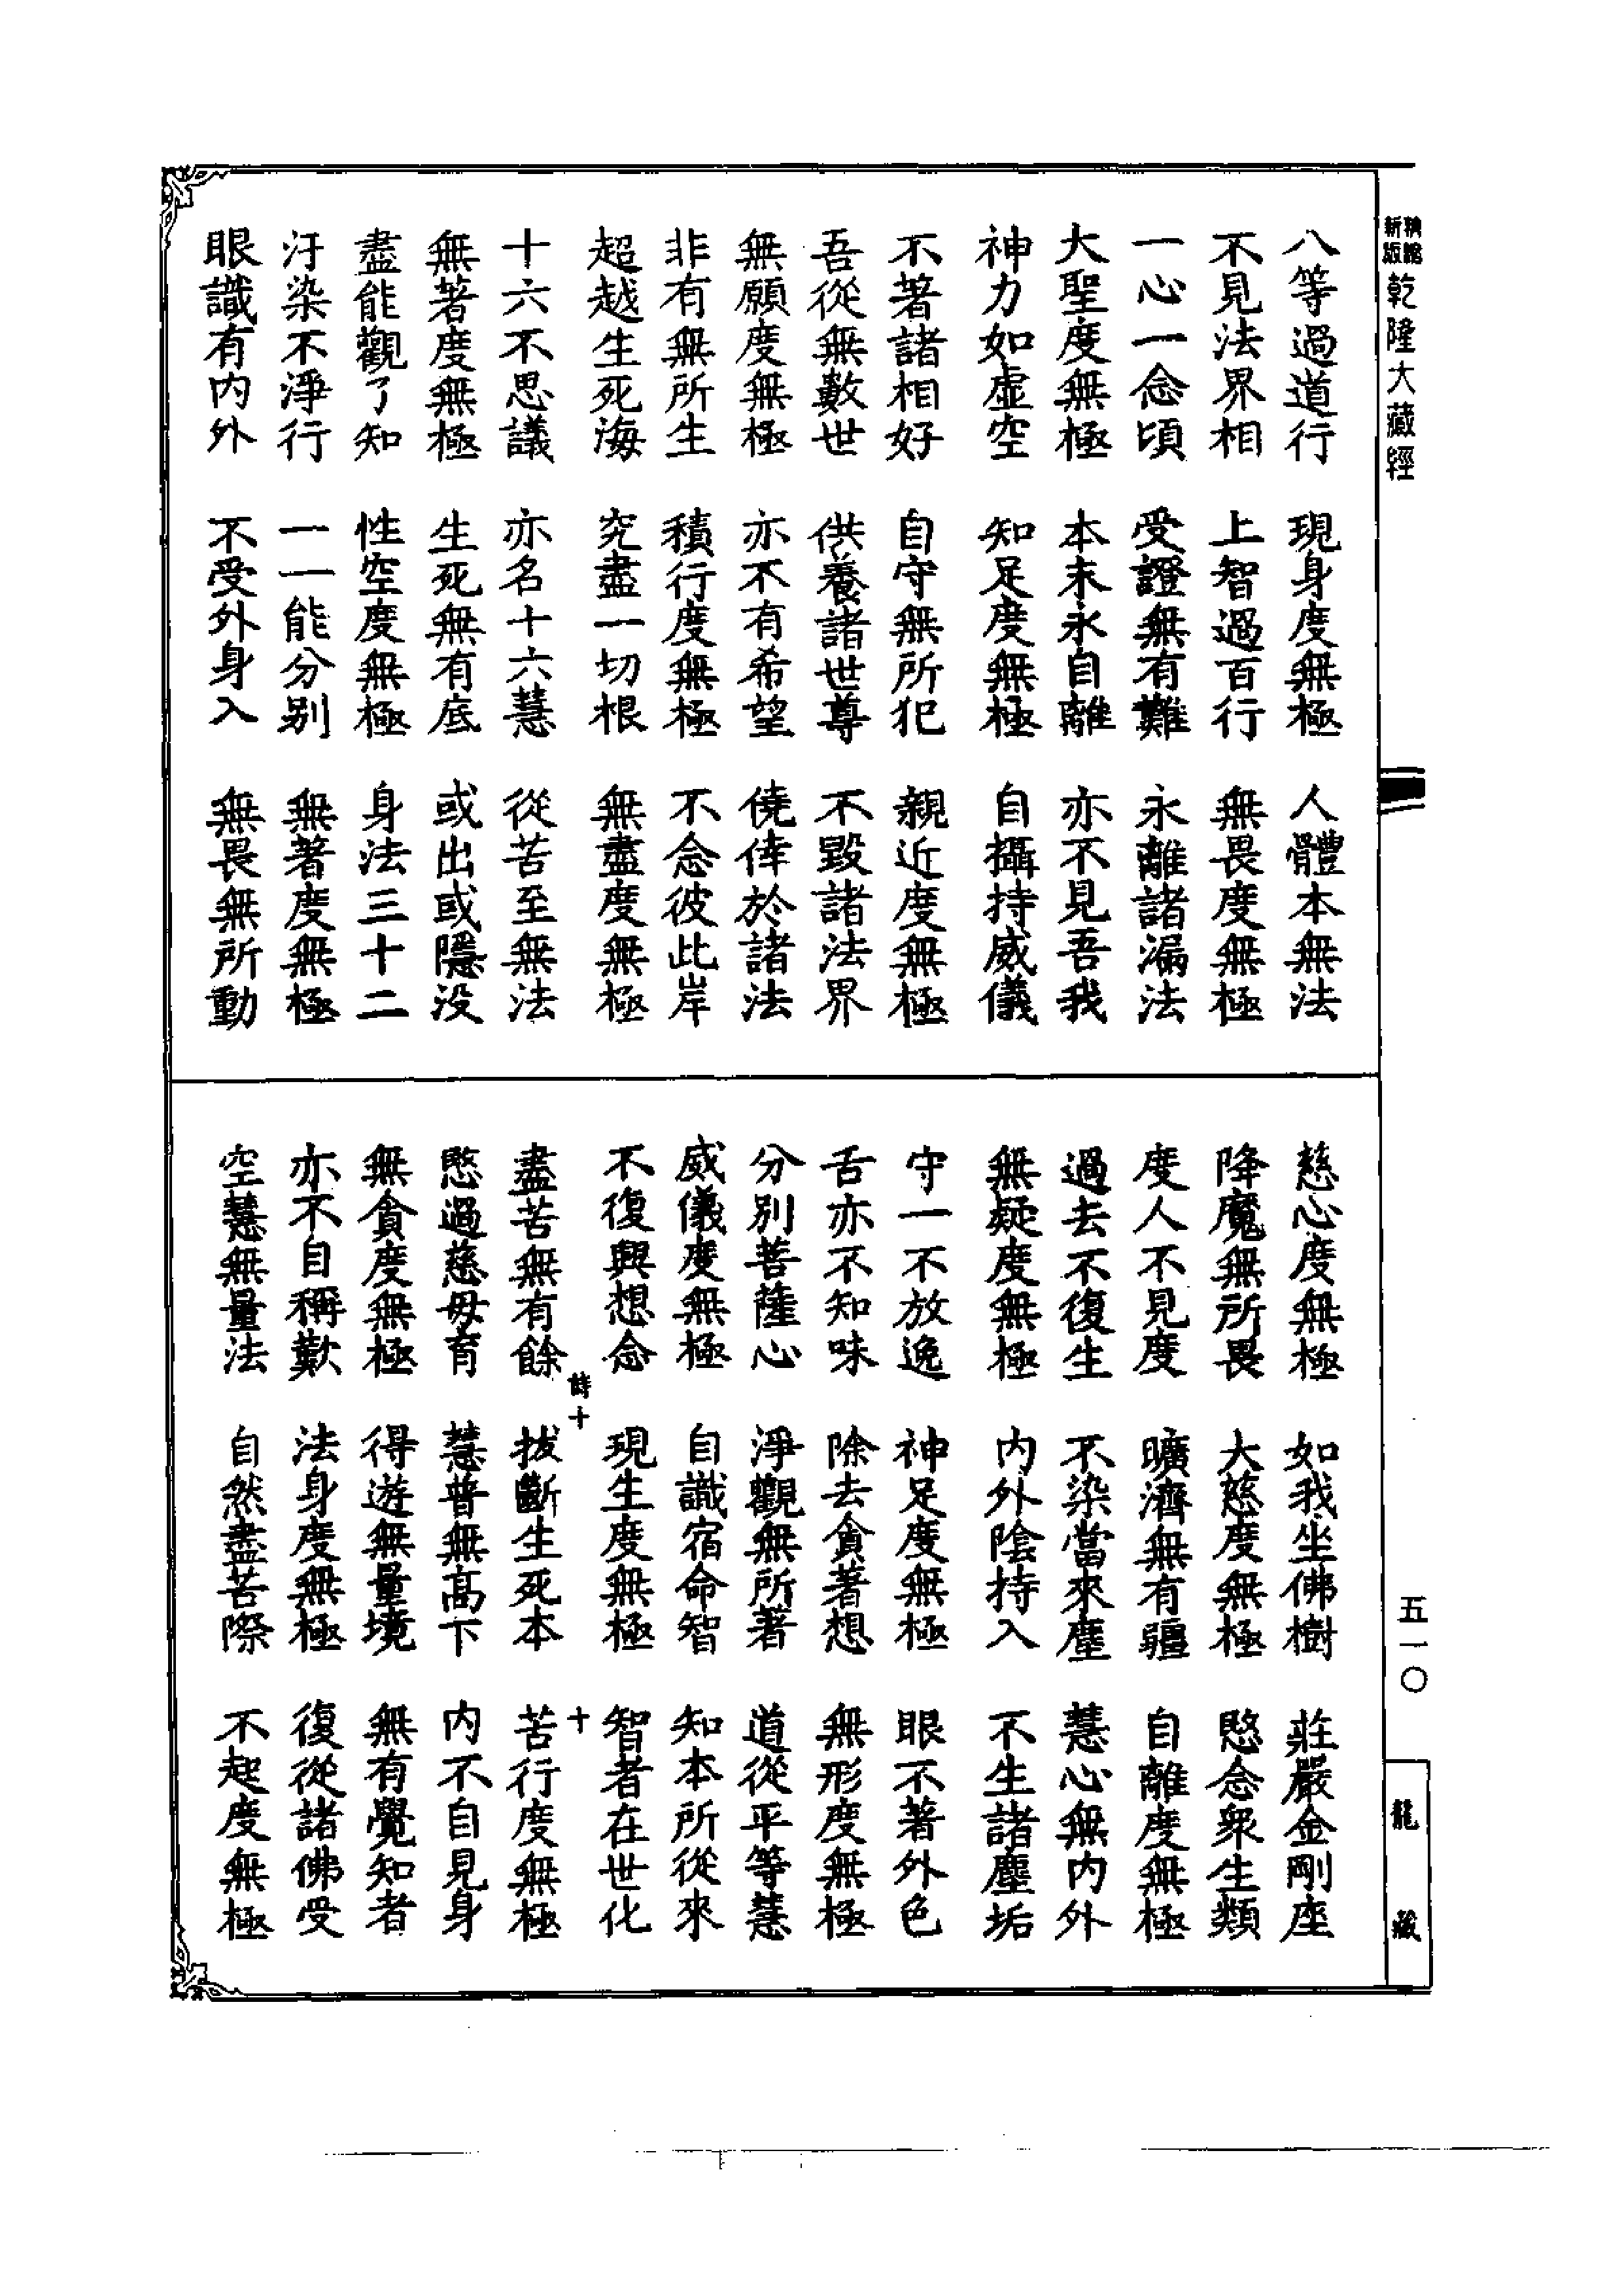 新版
乾隆大藏經
八等過道行　現身度無極　人體本無法
不見法界相　上智過百行　無畏度無極
一心一念頃　受證無有難　永離諸漏法
大聖度無極　本末永自離　亦不見吾我
神力如虛空　知足度無極　自攝持威儀
不著諸相好　自守無所犯　親近度無極
吾從無數世　供養諸世尊　不毀諸法界
無願度無極　亦不有希望　僥倖於諸法
非有無所生　積行度無極　不念彼此岸
超越生死海　究盡一切根　無盡度無極
十六不思議　亦名十六慧　從苦至無法
無著度無極　生死無有底　或出或隱没
盡能觀了知　性空度無極　身法三十二
汙染不淨行　一一能分别　無著度無極
眼識有内外　不受外身入　無畏無所動
慈心度無極　如我坐佛樹　莊嚴金剛座
降魔無所畏　大慈度無極　愍念衆生類
度人不見度　曠濟無有疆　自離度無極
過去不復生　不染當來塵　慧心無内外
無疑度無極　内外陰持入　不生諸塵垢
守一不放逸　神足度無極　眼不著外色
舌亦不知味　除去貪著想　無形度無極
分别菩薩心　淨觀無所著　道從平等慧
威儀度無極　自識宿命智　知本所從來
不復興想念　現生度無極　智者在世化
詩十　十
盡苦無有餘　拔斷生死本　苦行度無極
愍過慈母育　慧普無高下　内不自見身
無貪度無極　得遊無量境　無有覺知者
亦不自稱歎　法身度無極　復從諸佛受
空慧無量法　自然盡苦際　不起度無極
五一〇
龍藏